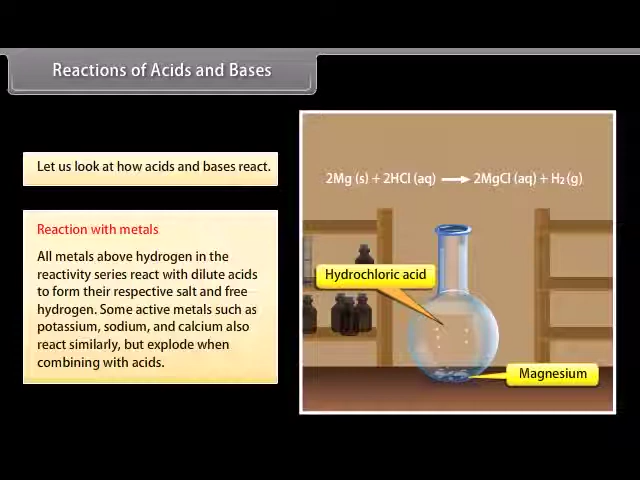 Reactions of Acids and Bases
Let us look at how acids and bases react.
Reaction with metals
All metals above hydrogen in the
reactivity series react with dilute acids
to form their respective salt and free
hydrogen. Some active metals such as
potassium, sodium, and calcium also
react similarly, but explode when
combining with acids.
2Mg (s) + 2HCl (aq) ⟶ 2MgCl (aq) + H₂ (g)
Hydrochloric acid
Magnesium